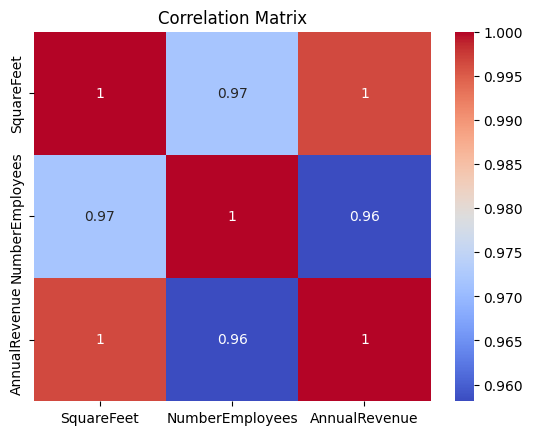 Correlation Matrix
SquareFeet
1
0.97
1
NumberEmployees
0.97
1
0.96
AnnualRevenue
1
0.96
1
SquareFeet
NumberEmployees
AnnualRevenue
1.000
0.995
0.990
0.985
0.980
0.975
0.970
0.965
0.960